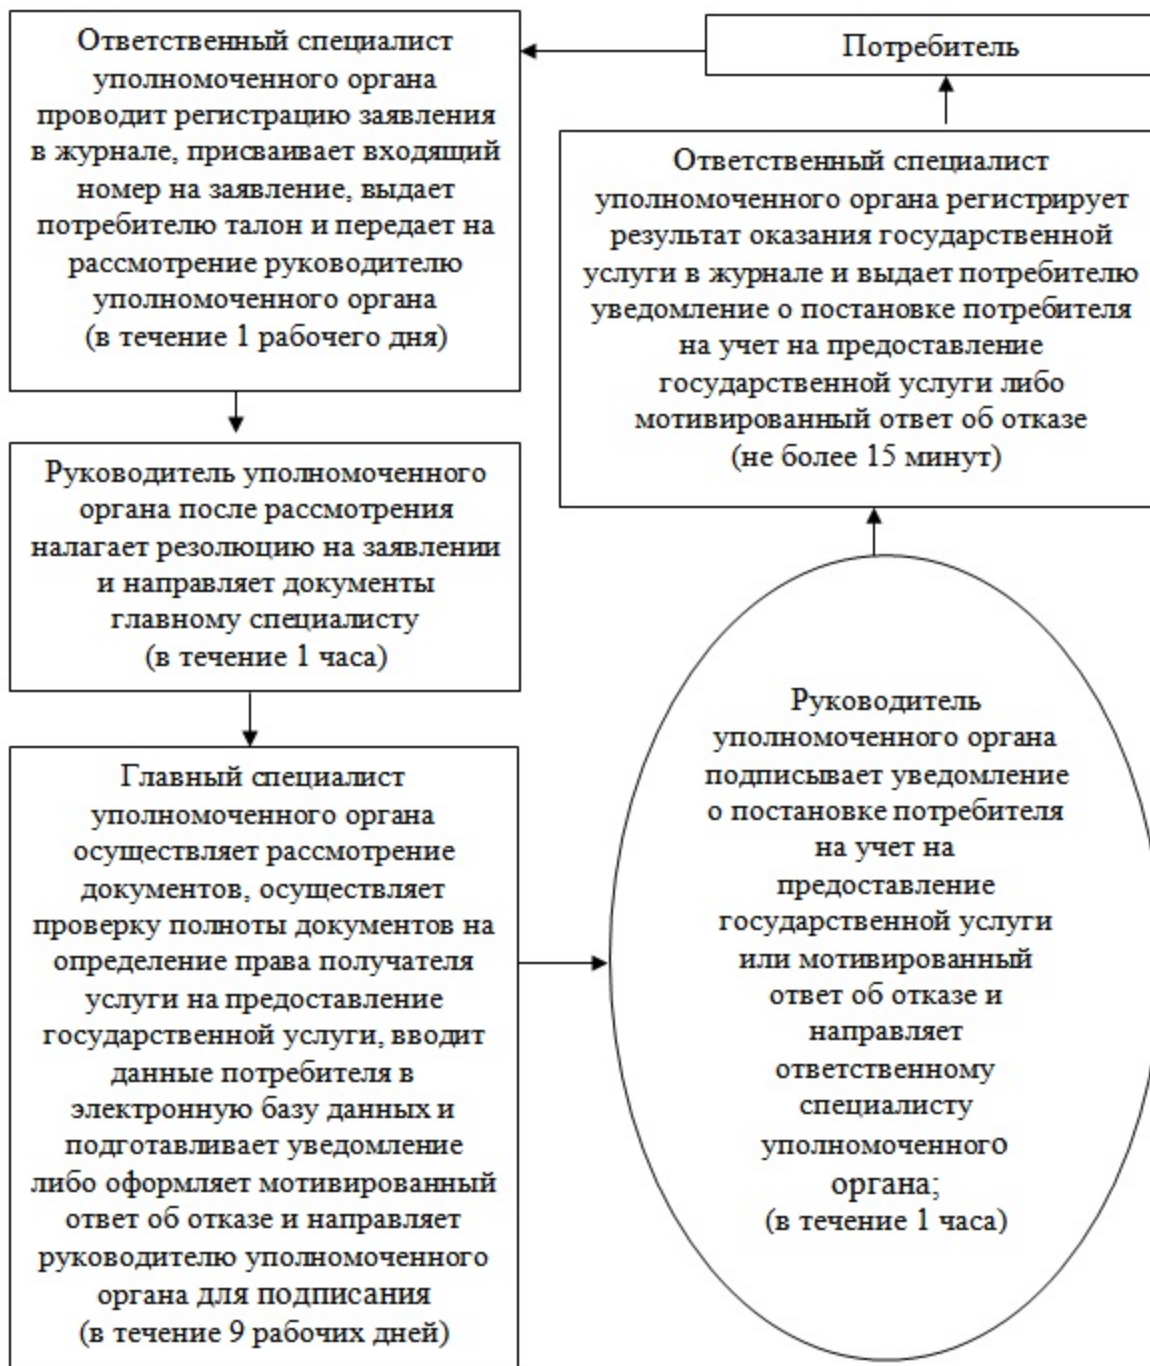 Потребитель
Ответственный специалист
уполномоченного органа
проводит регистрацию заявления
в журнале, присваивает входящий
номер на заявление, выдает
потребителю талон и передает на
рассмотрение руководителю
уполномоченного органа
(в течение 1 рабочего дня)
Руководитель уполномоченного
органа после рассмотрения
налагает резолюцию на заявлении
и направляет документы
главному специалисту
(в течение 1 часа)
Главный специалист
уполномоченного органа
осуществляет рассмотрение
документов, осуществляет
проверку полноты документов на
определение права получателя
услуги на предоставление
государственной услуги, вводит
данные потребителя в
электронную базу данных и
подготавливает уведомление
либо оформляет мотивированный
ответ об отказе и направляет
руководителю уполномоченного
органа для подписания
(в течение 9 рабочих дней)
Руководитель
уполномоченного органа
подписывает уведомление
о постановке потребителя
на учет на
предоставление
государственной услуги
или мотивированный
ответ об отказе и
направляет
ответственному
специалисту
уполномоченного
органа;
(в течение 1 часа)
Ответственный специалист
уполномоченного органа регистрирует
результат оказания государственной
услуги в журнале и выдает потребителю
уведомление о постановке потребителя
на учет на предоставление
государственной услуги либо
мотивированный ответ об отказе
(не более 15 минут)